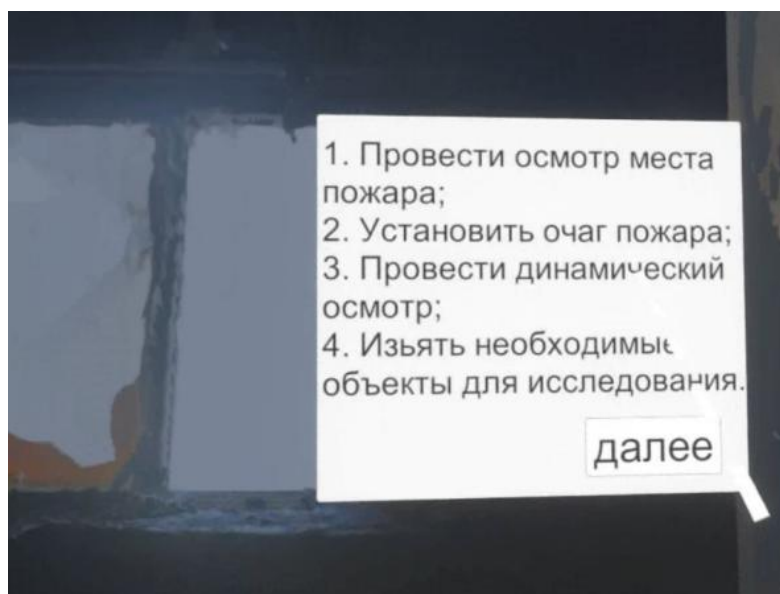 1. Провести осмотр места
пожара;
2. Установить очаг пожара;
3. Провести динамический
осмотр;
4. Изьять необходимые
объекты для исследования.
далее